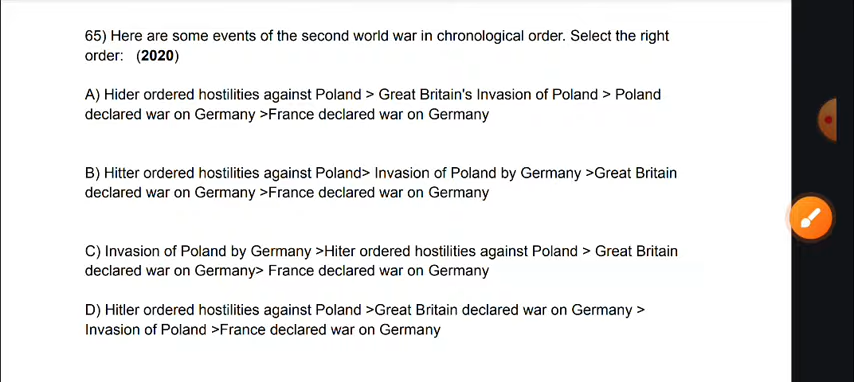 65) Here are some events of the second world war in chronological order. Select the right
order: (2020)
A) Hider ordered hostilities against Poland > Great Britain's Invasion of Poland > Poland
declared war on Germany >France declared war on Germany
B) Hitter ordered hostilities against Poland> Invasion of Poland by Germany >Great Britain
declared war on Germany >France declared war on Germany
C) Invasion of Poland by Germany >Hiter ordered hostilities against Poland > Great Britain
declared war on Germany> France declared war on Germany
D) Hitler ordered hostilities against Poland >Great Britain declared war on Germany >
Invasion of Poland >France declared war on Germany